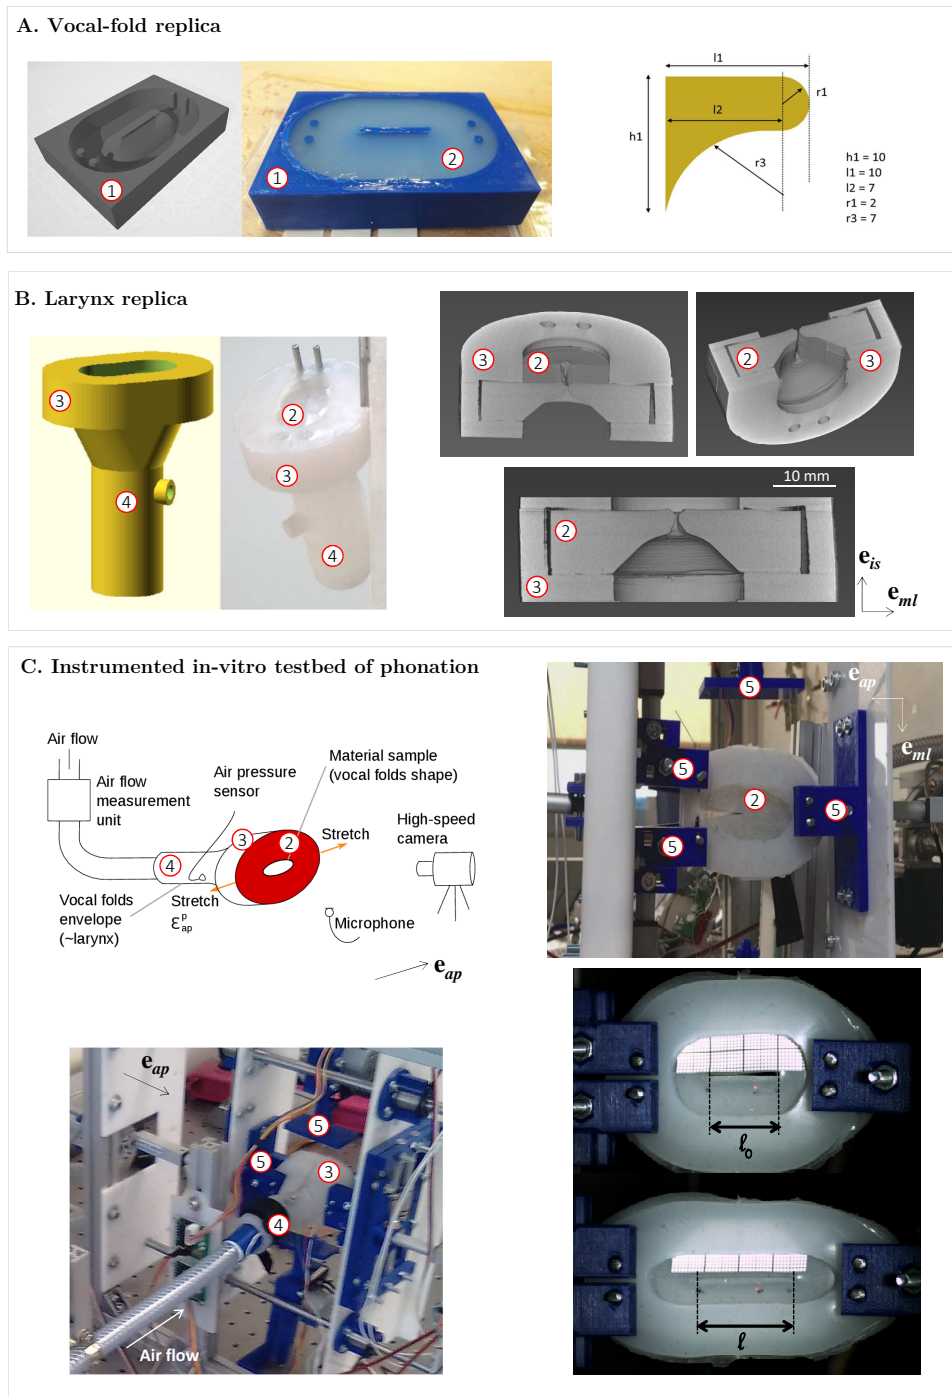 A. Vocal-fold replica
1
1
2
l1
l2
r1
h1
r3
h1 = 10
l1 = 10
l2 = 7
r1 = 2
r3 = 7
B. Larynx replica
3
4
2
3
4
3
2
2
3
10 mm
2
3
e_is
e_ml
C. Instrumented in-vitro testbed of phonation
Air flow
Air flow
measurement
unit
Air pressure
sensor
Material sample
(vocal folds shape)
High-speed
camera
Stretch
3
2
4
Stretch
ε^p_ap
Vocal folds
envelope
(~larynx)
Microphone
e_ap
5
e_ap
e_ml
5
2
5
5
e_ap
5
5
3
4
Air flow
ℓ₀
ℓ